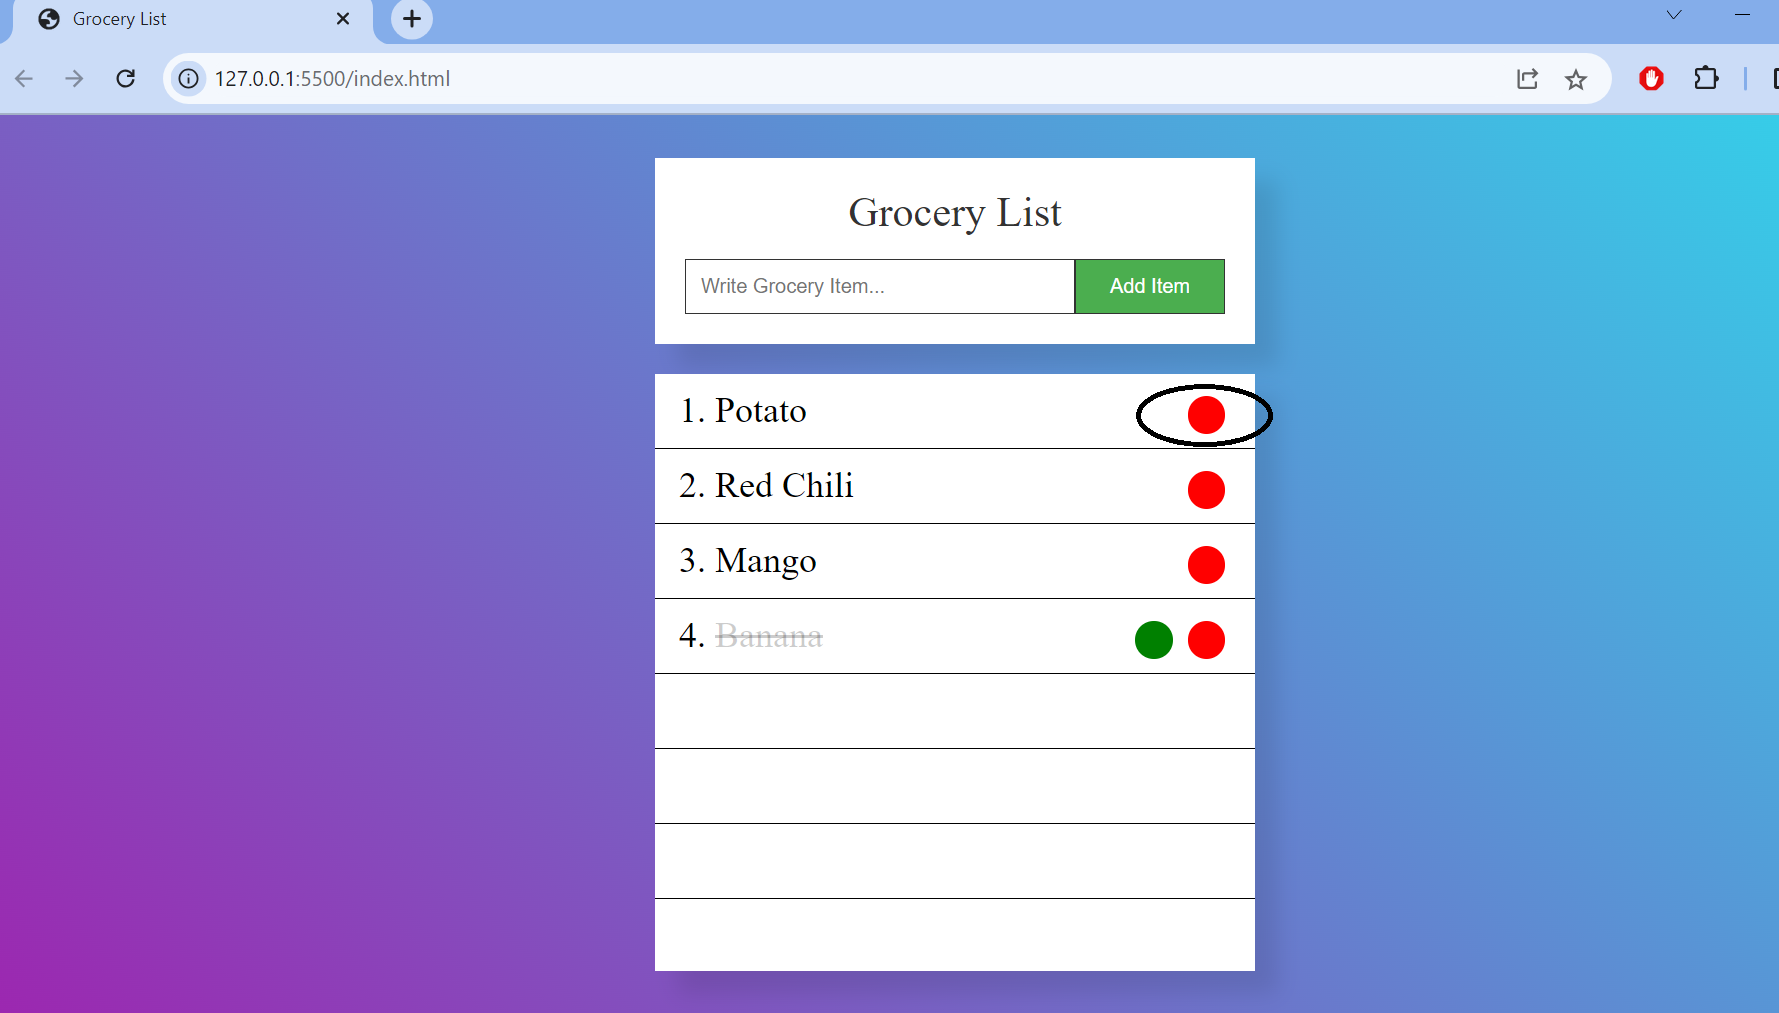 Grocery List
127.0.0.1:5500/index.html
Grocery List
Write Grocery Item...
Add Item
1. Potato
2. Red Chili
3. Mango
4. Banana